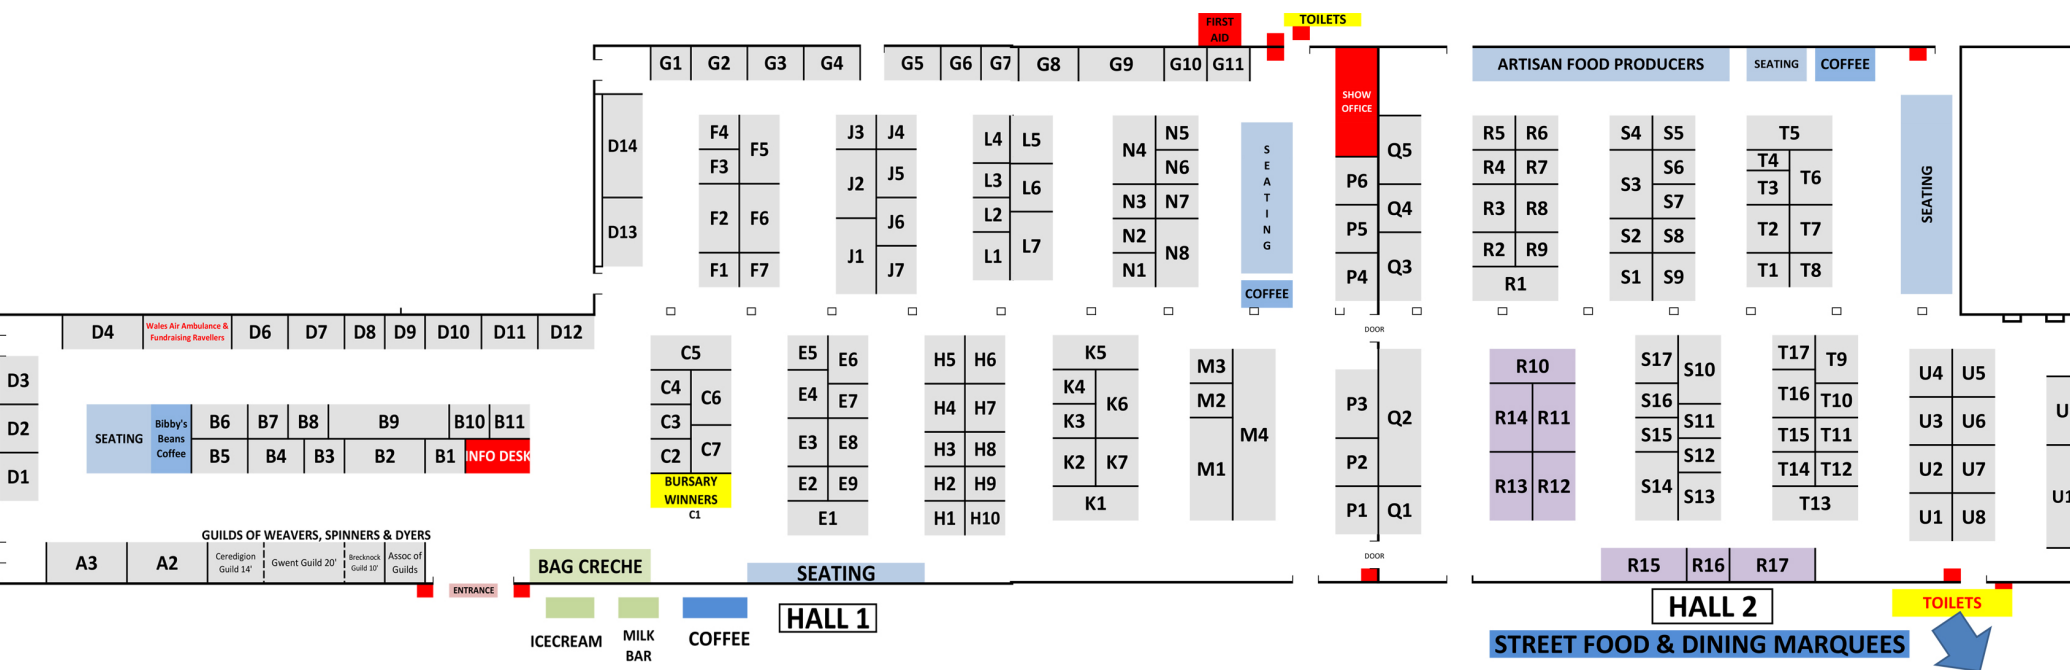 FIRST
AID
TOILETS
G1 G2 G3 G4 G5 G6 G7 G8 G9 G10 G11
SHOW
OFFICE
ARTISAN FOOD PRODUCERS
SEATING
COFFEE
D14
D13
F4 F5
F3
F2 F6
F1 F7
J3 J4
J2 J5
J6
J1 J7
L4 L5
L3 L6
L2
L1 L7
N4 N5
N6
N3 N7
N2 N8
N1
SEATING
COFFEE
P6
P5
P4
Q5
Q4
Q3
R5 R6
R4 R7
R3 R8
R2 R9
R1
S4 S5
S3 S6
S7
S2 S8
S1 S9
T5
T4 T6
T3
T2 T7
T1 T8
SEATING
D4
Wales Air Ambulance &
Fundraising Ravellers
D6 D7 D8 D9 D10 D11 D12
DOOR
D3
D2
D1
SEATING
Bibby's
Beans
Coffee
B6 B7 B8 B9 B10 B11
B5 B4 B3 B2 B1 INFO DESK
C5
C4 C6
C3
C2 C7
BURSARY
WINNERS
C1
E5 E6
E4 E7
E3 E8
E2 E9
E1
H5 H6
H4 H7
H3 H8
H2 H9
H1 H10
K5
K4 K6
K3
K2 K7
K1
M3
M2
M4
M1
P3
P2
P1
Q2
Q1
R10
R14 R11
R13 R12
S17 S10
S16
S11
S15
S12
S14
S13
T17 T9
T16 T10
T15 T11
T14 T12
T13
U4 U5
U3 U6
U2 U7
U1 U8
U
U1
GUILDS OF WEAVERS, SPINNERS & DYERS
A3 A2
Ceredigion
Guild 14'
Gwent Guild 20'
Brecknock
Guild 10'
Assoc of
Guilds
ENTRANCE
BAG CRECHE
SEATING
DOOR
R15 R16 R17
ICECREAM
MILK
BAR
COFFEE
HALL 1
HALL 2
TOILETS
STREET FOOD & DINING MARQUEES